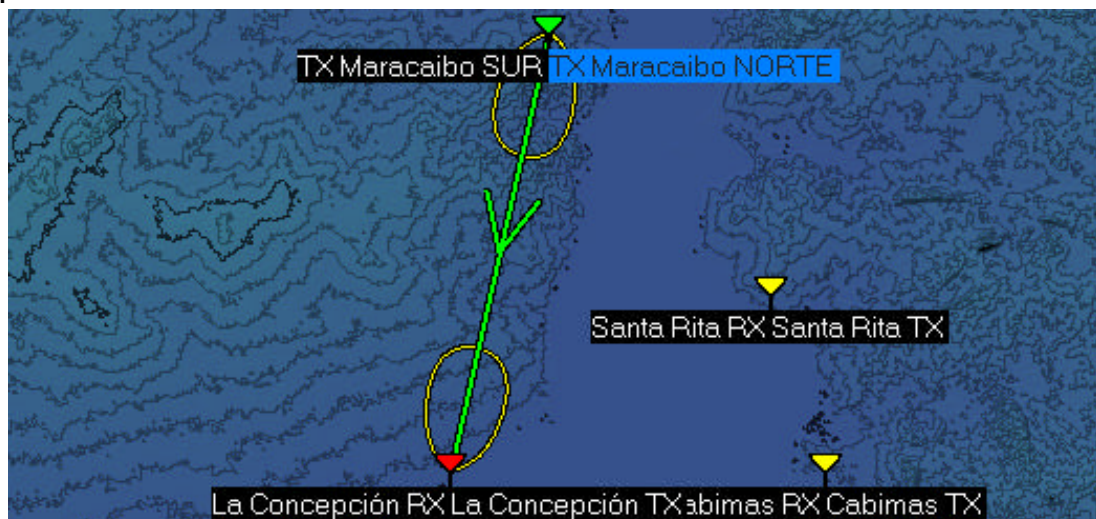 TX Maracaibo SUR TX Maracaibo NORTE
Santa Rita RX Santa Rita TX
La Concepción RX La Concepción TX abimas RX Cabimas TX